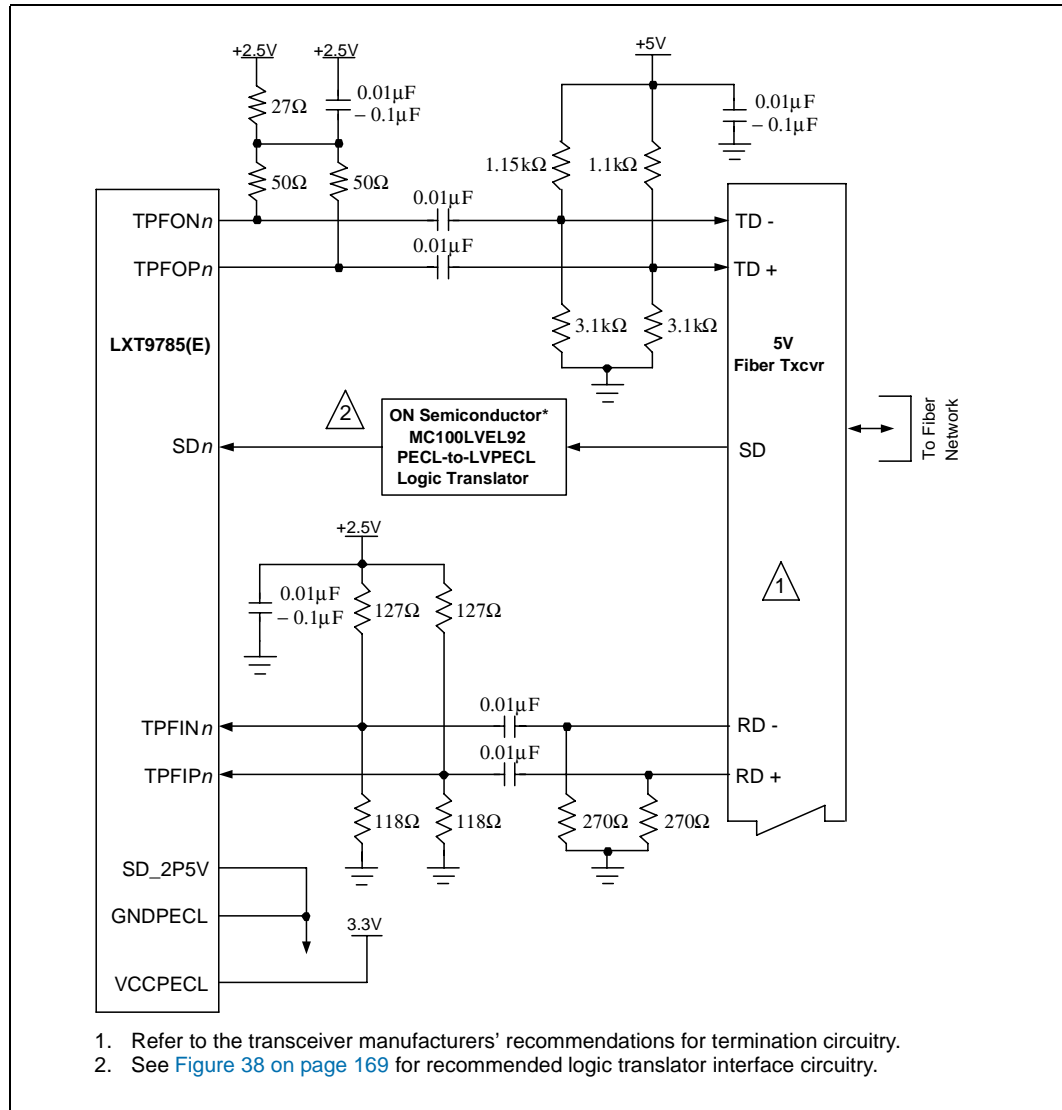 +2.5V
+2.5V
+5V
27Ω
0.01µF
– 0.1µF
0.01µF
– 0.1µF
1.15kΩ
1.1kΩ
50Ω
50Ω
0.01µF
TPFONn
TD -
0.01µF
TPFOPn
TD +
3.1kΩ
3.1kΩ
LXT9785(E)
5V
Fiber Txcvr
2
ON Semiconductor*
MC100LVEL92
PECL-to-LVPECL
Logic Translator
SDn
SD
To Fiber
Network
+2.5V
1
0.01µF
– 0.1µF
127Ω
127Ω
0.01µF
TPFINn
RD -
0.01µF
TPFIPn
RD +
118Ω
118Ω
270Ω
270Ω
SD_2P5V
GNDPECL
3.3V
VCCPECL
1. Refer to the transceiver manufacturers’ recommendations for termination circuitry.
2. See Figure 38 on page 169 for recommended logic translator interface circuitry.